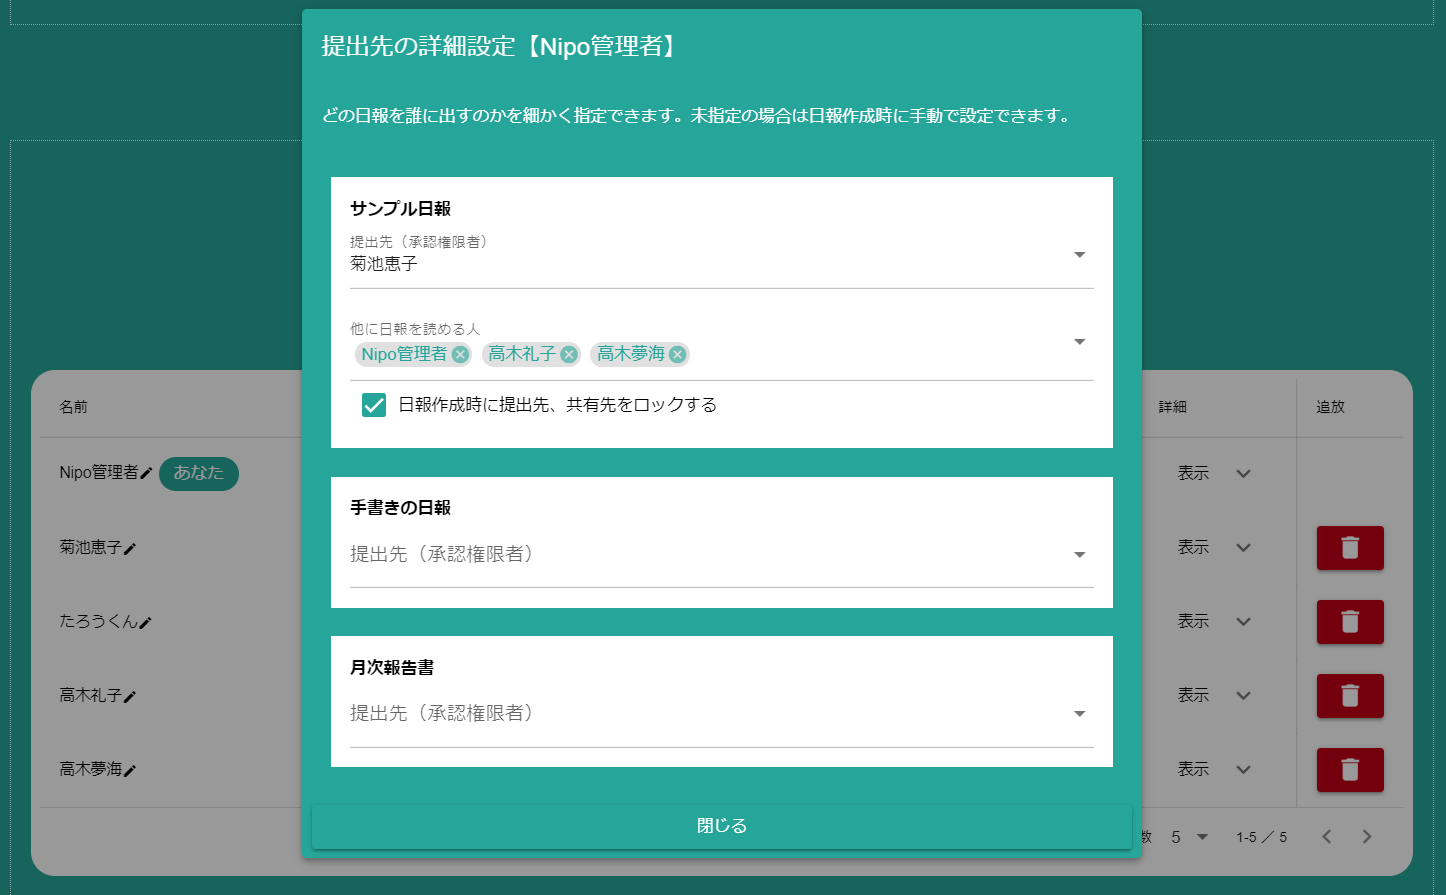 提出先の詳細設定【Nipo管理者】
どの日報を誰に出すのかを細かく指定できます。未指定の場合は日報作成時に手動で設定できます。
サンプル日報
提出先（承認権限者）
菊池恵子
他に日報を読める人
Nipo管理者 高木礼子 高木夢海
日報作成時に提出先、共有先をロックする
手書きの日報
提出先（承認権限者）
月次報告書
提出先（承認権限者）
閉じる
名前 詳細 追放
Nipo管理者 あなた 表示
菊池恵子 表示
たろうくん 表示
高木礼子 表示
高木夢海 表示
数 5 1-5 ／ 5